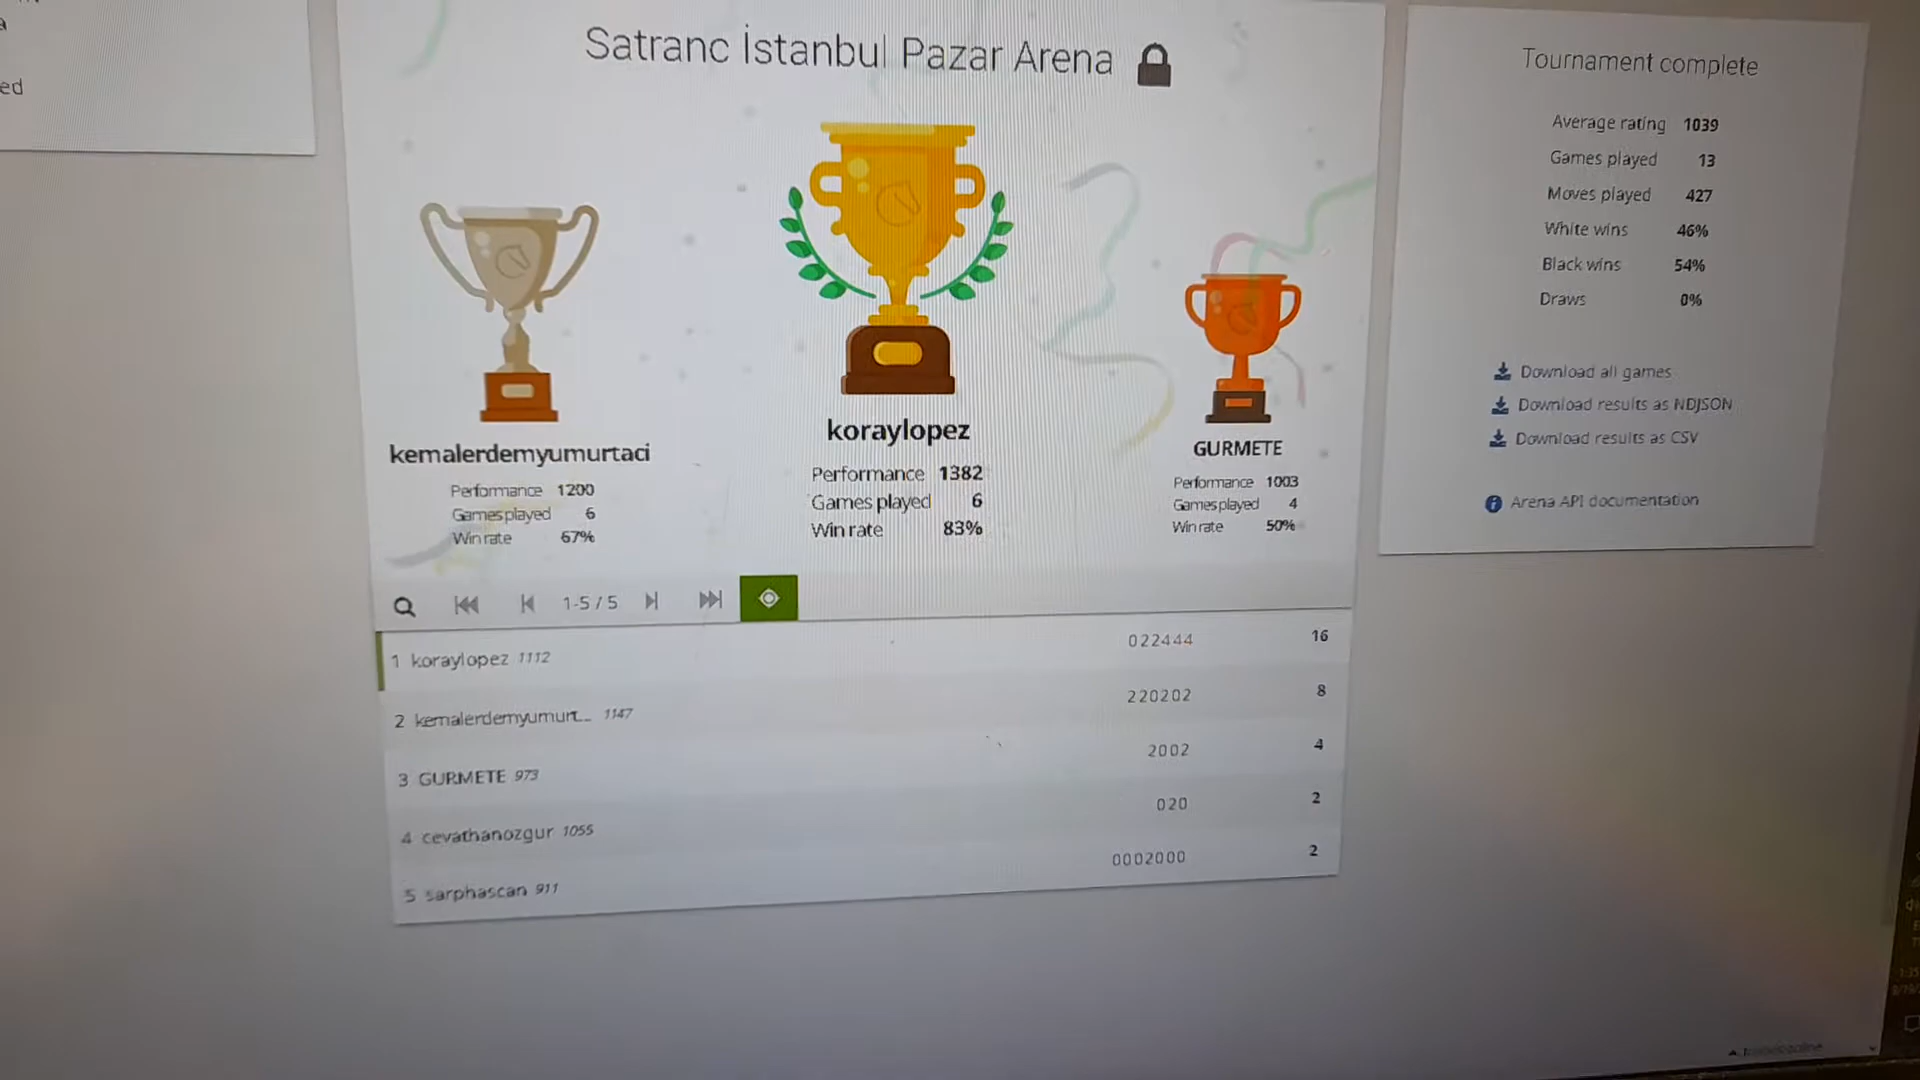 ed
Satranc İstanbul Pazar Arena
kemalerdemyumurtaci
Performance 1200
Games played 6
Win rate 67%
koraylopez
Performance 1382
Games played 6
Win rate 83%
GURMETE
Performance 1003
Games played 4
Win rate 50%
1-5 / 5
1 koraylopez 1112 022444 16
2 kemalerdemyumurt... 1147 220202 8
3 GURMETE 973 2002 4
4 cevathanozgur 1055 020 2
5 sarphascan 911 0002000 2
Tournament complete
Average rating 1039
Games played 13
Moves played 427
White wins 46%
Black wins 54%
Draws 0%
Download all games
Download results as NDJSON
Download results as CSV
Arena API documentation